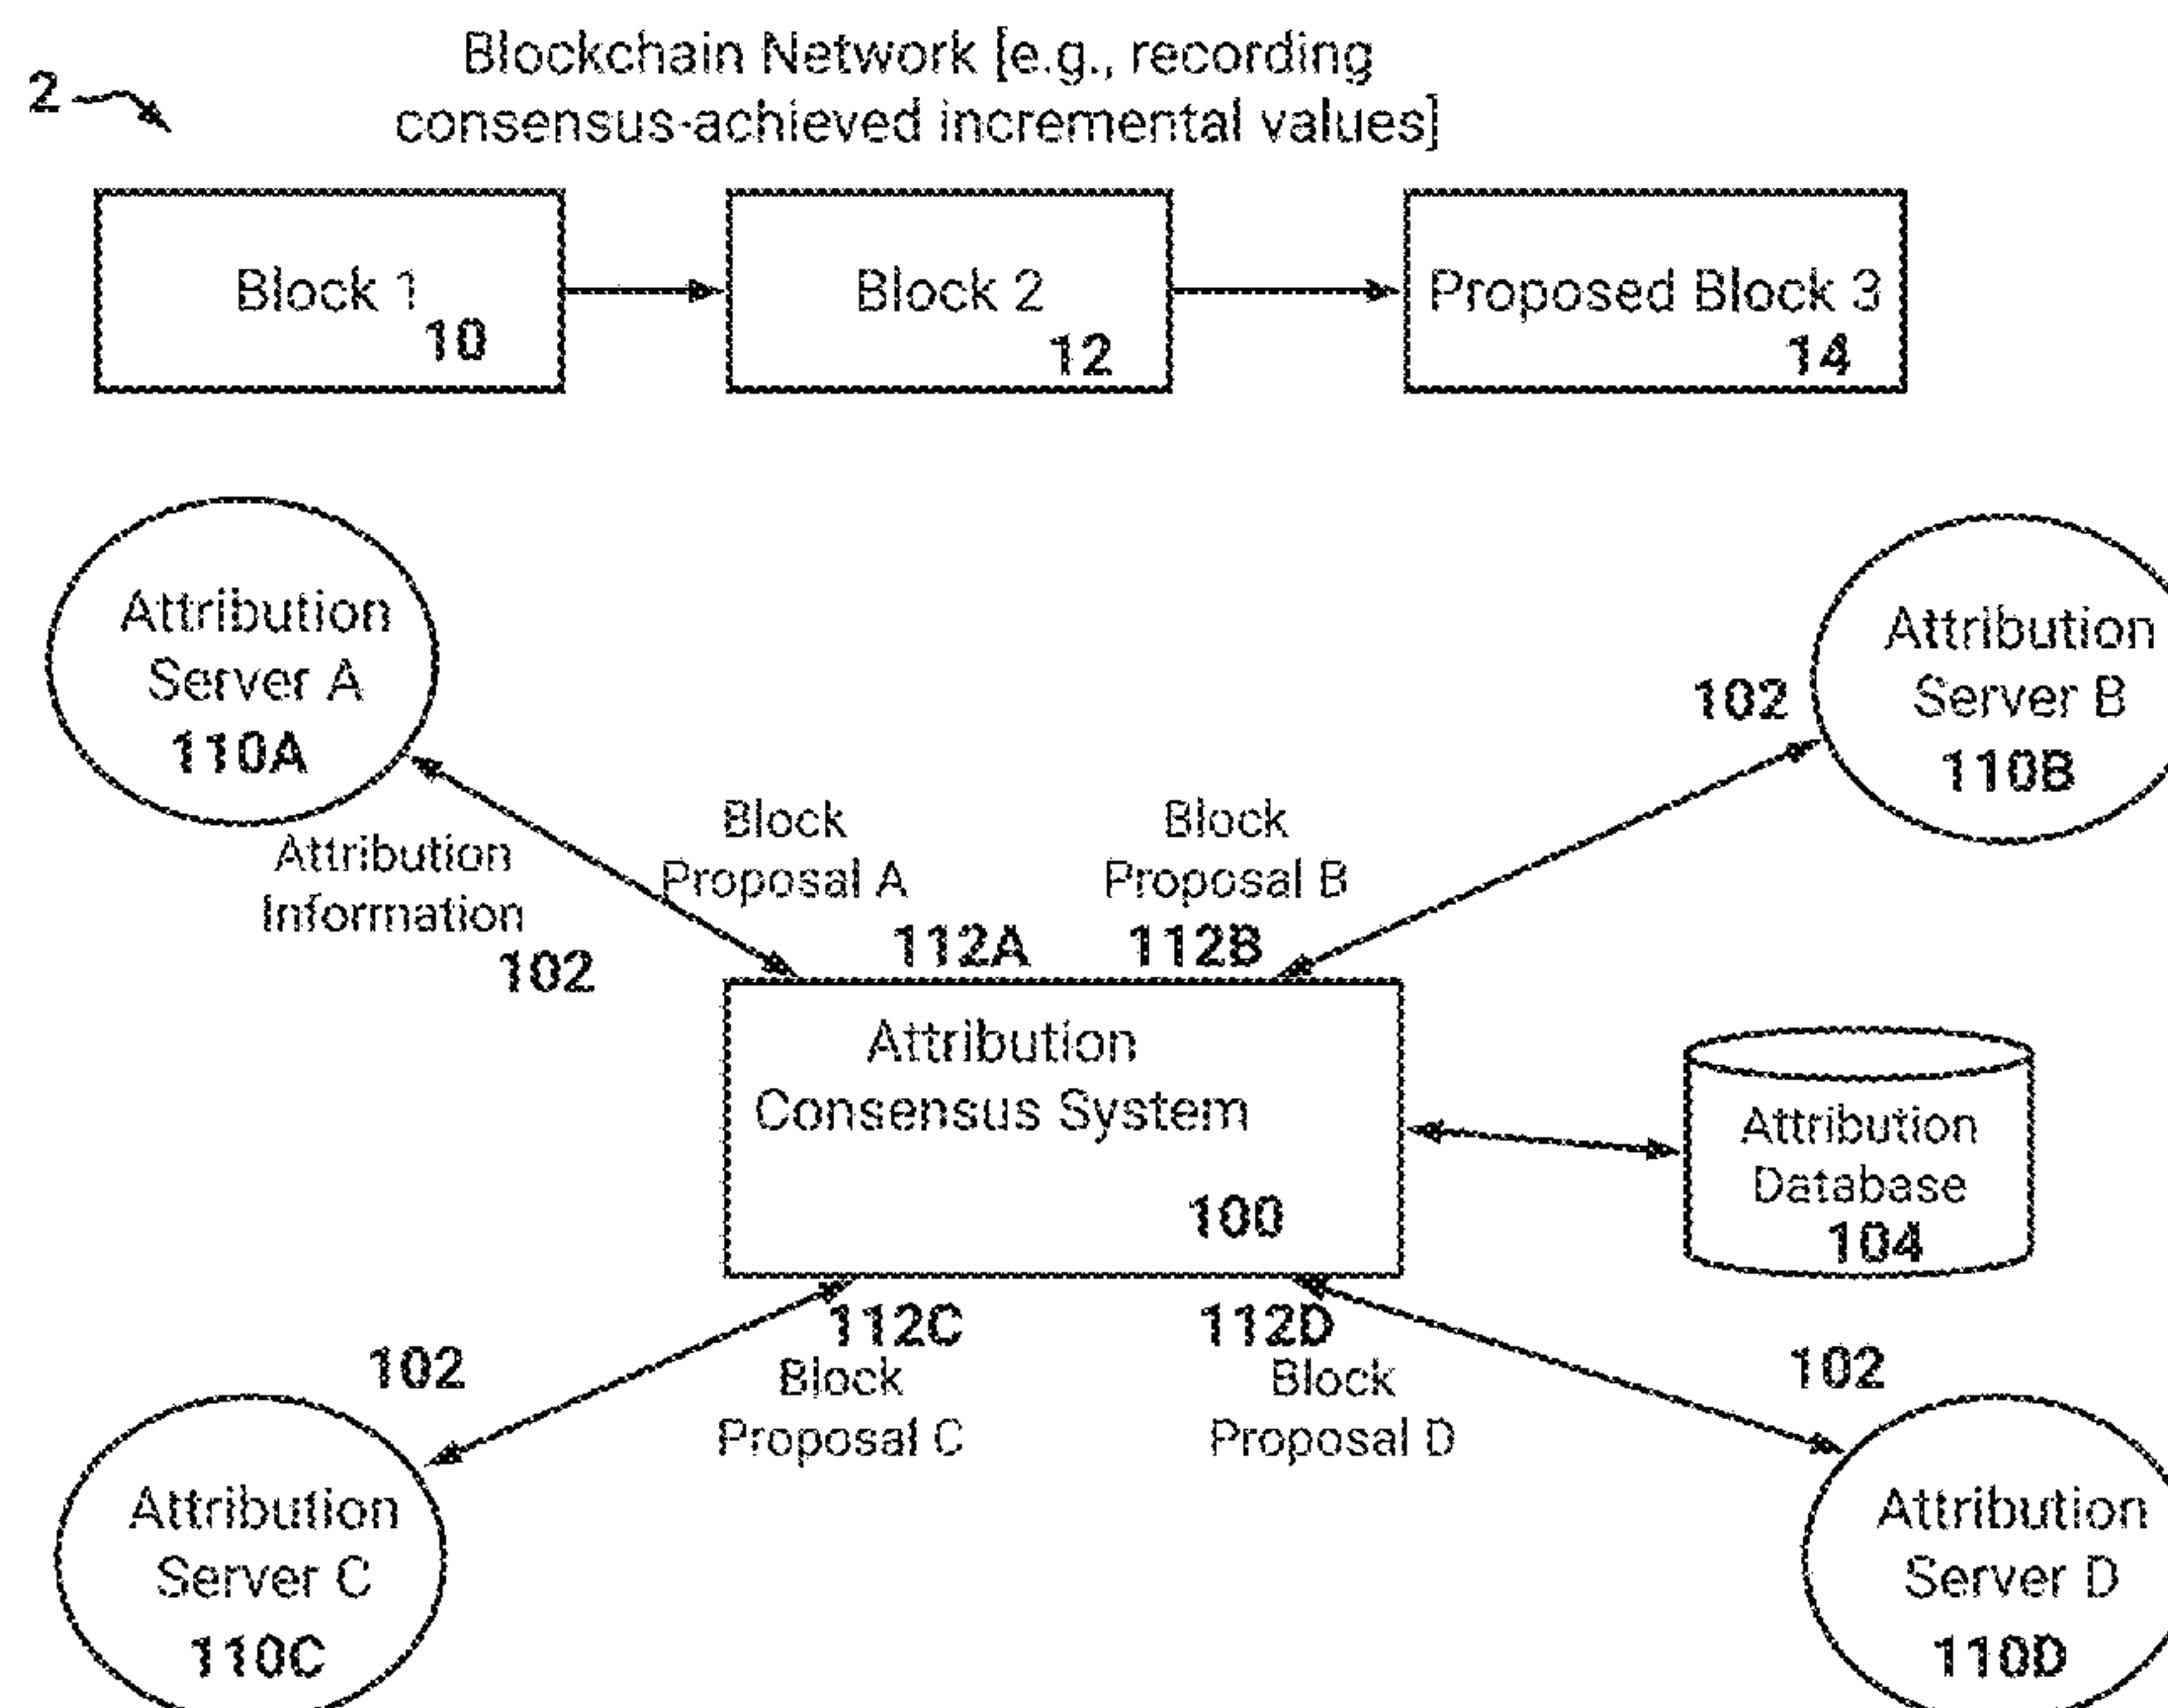 Blockchain Network [e.g., recording
2
consensus-achieved incremental values]
Block 1
10
Block 2
12
Proposed Block 3
14
Attribution
Server A
110A
Attribution
Server B
110B
102
Block
Proposal A
112A
Block
Proposal B
112B
Attribution
Information
102
Attribution
Consensus System
100
Attribution
Database
104
102
112C
Block
Proposal C
112D
Block
Proposal D
102
Attribution
Server C
110C
Attribution
Server D
110D